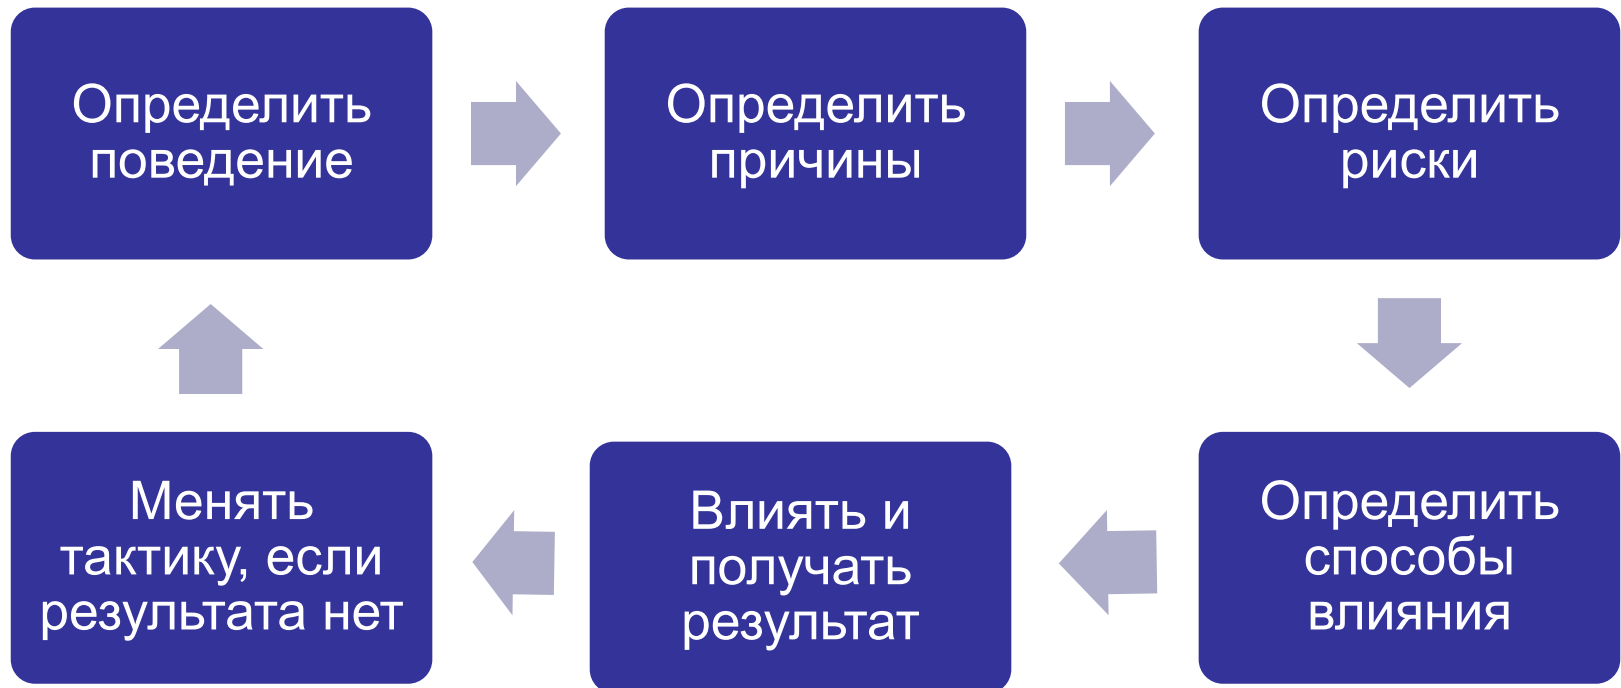 Определить
поведение
Определить
причины
Определить
риски
Менять
тактику, если
результата нет
Влиять и
получать
результат
Определить
способы
влияния